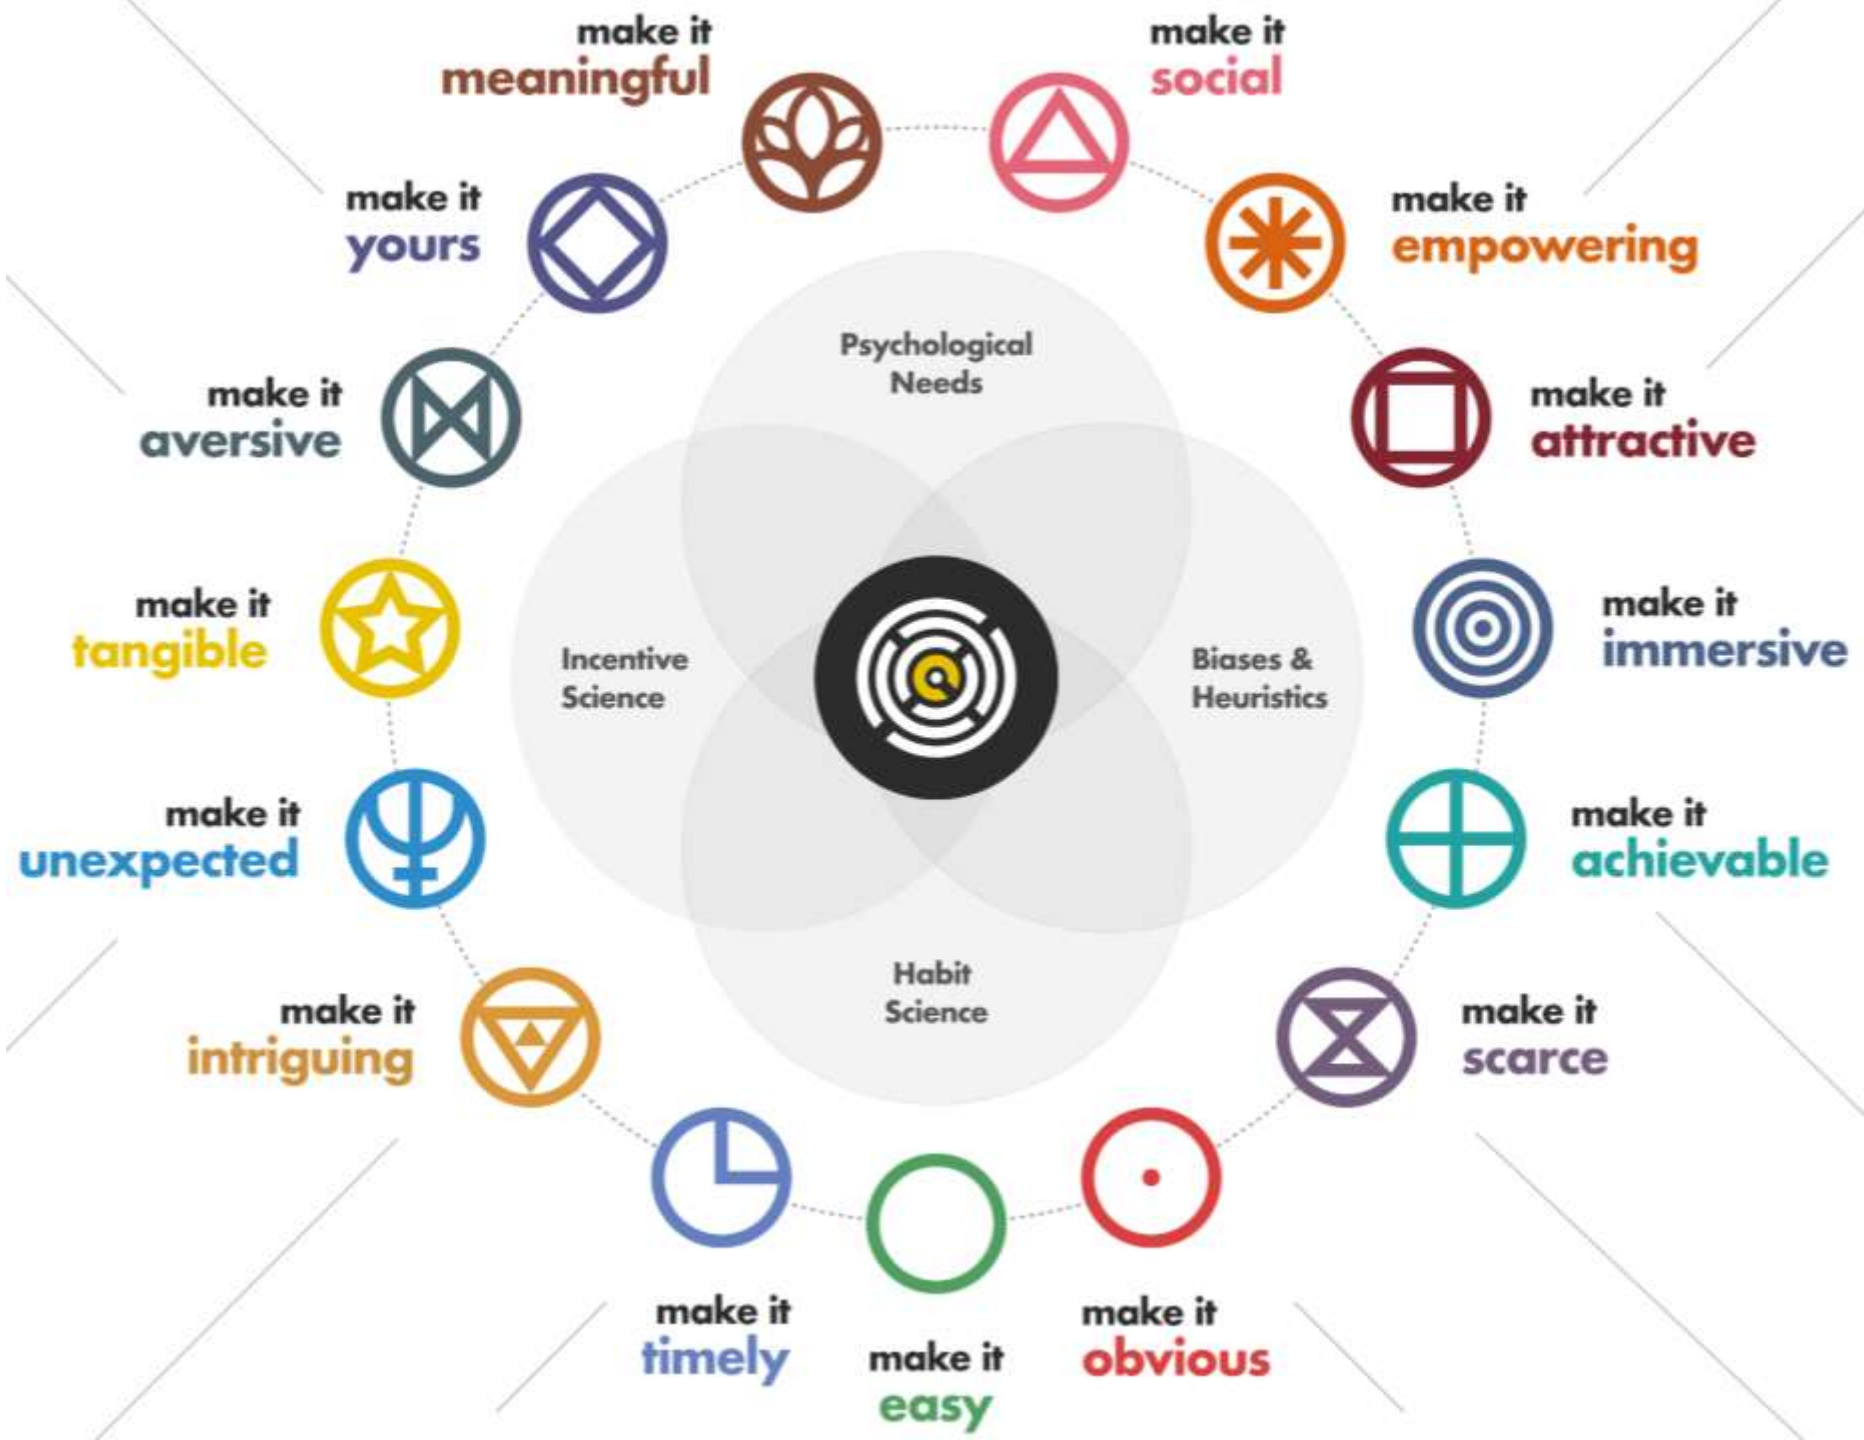 make it
meaningful
make it
social
make it
yours
make it
empowering
make it
aversive
make it
attractive
make it
tangible
make it
immersive
make it
unexpected
make it
achievable
make it
intriguing
make it
scarce
make it
timely
make it
easy
make it
obvious
Psychological
Needs
Incentive
Science
Biases &
Heuristics
Habit
Science